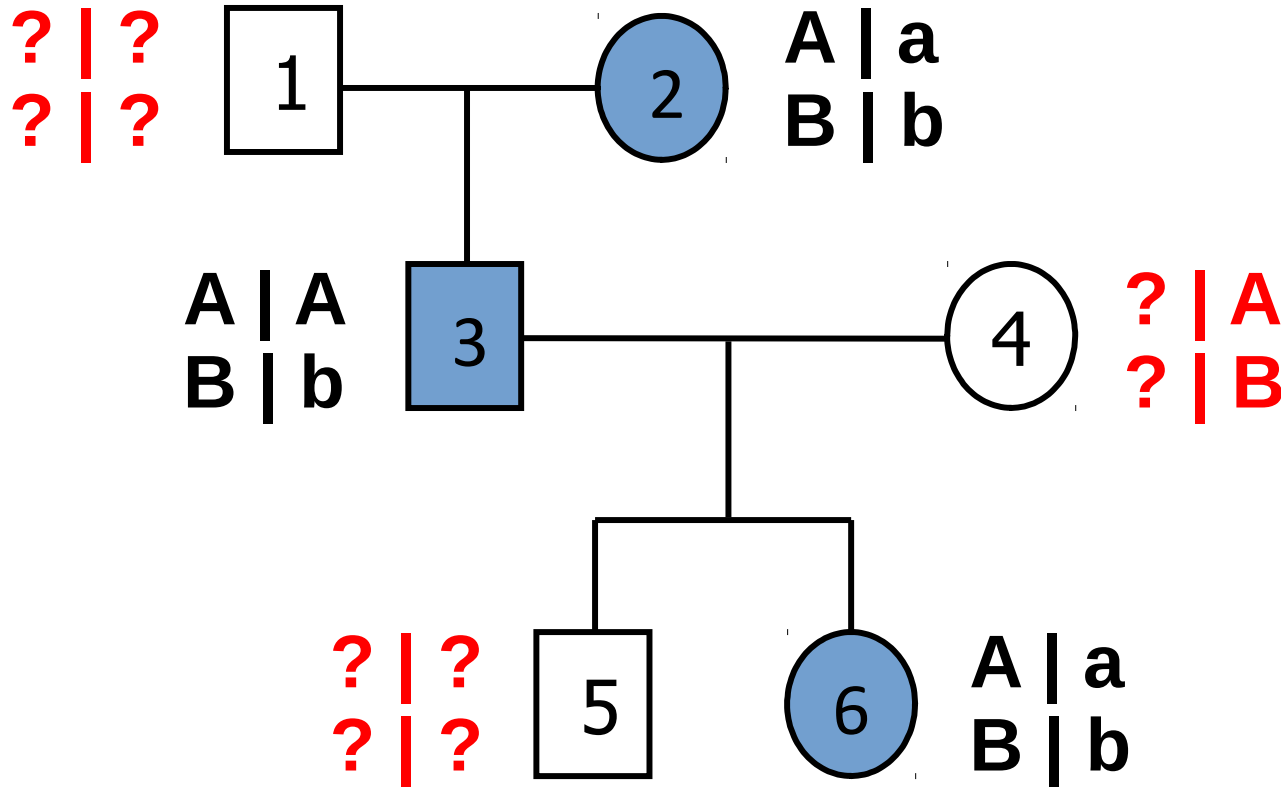 ? | ? 1 2 A | a
? | ? B | b
A | A 3 4 ? | A
B | b ? | B
? | ? 5 6 A | a
? | ? B | b